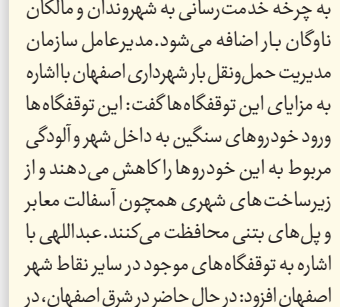 به چرخه خدمت‌رسانی به شهروندان و مالکان
ناوگان بار اضافه می‌شود.مدیرعامل سازمان
مدیریت حمل‌ونقل بار شهرداری اصفهان با اشاره
به مزایای این توقفگاه‌ها گفت: این توقفگاه‌ها
ورود خودروهای سنگین به داخل شهر و آلودگی
مربوط به این خودروها را کاهش می‌دهند و از
زیرساخت‌های شهری همچون آسفالت معابر
و پل‌های بتنی محافظت می‌کنند. عبداللهی با
اشاره به توقفگاه‌های موجود در سایر نقاط شهر
اصفهان افزود: در حال حاضر در شرق اصفهان، در